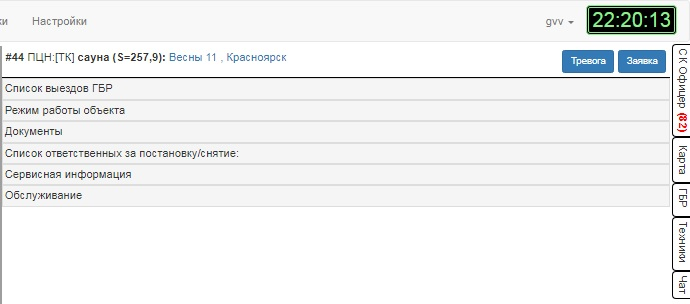 ки Настройки gvv 22:20:13
#44 ПЦН:[ТК] сауна (S=257,9): Весны 11 , Красноярск Тревога Заявка
Список выездов ГБР
Режим работы объекта
Документы
Список ответственных за постановку/снятие:
Сервисная информация
Обслуживание
С К Офицер (82)
Карта
ГБР
Техники
Чат